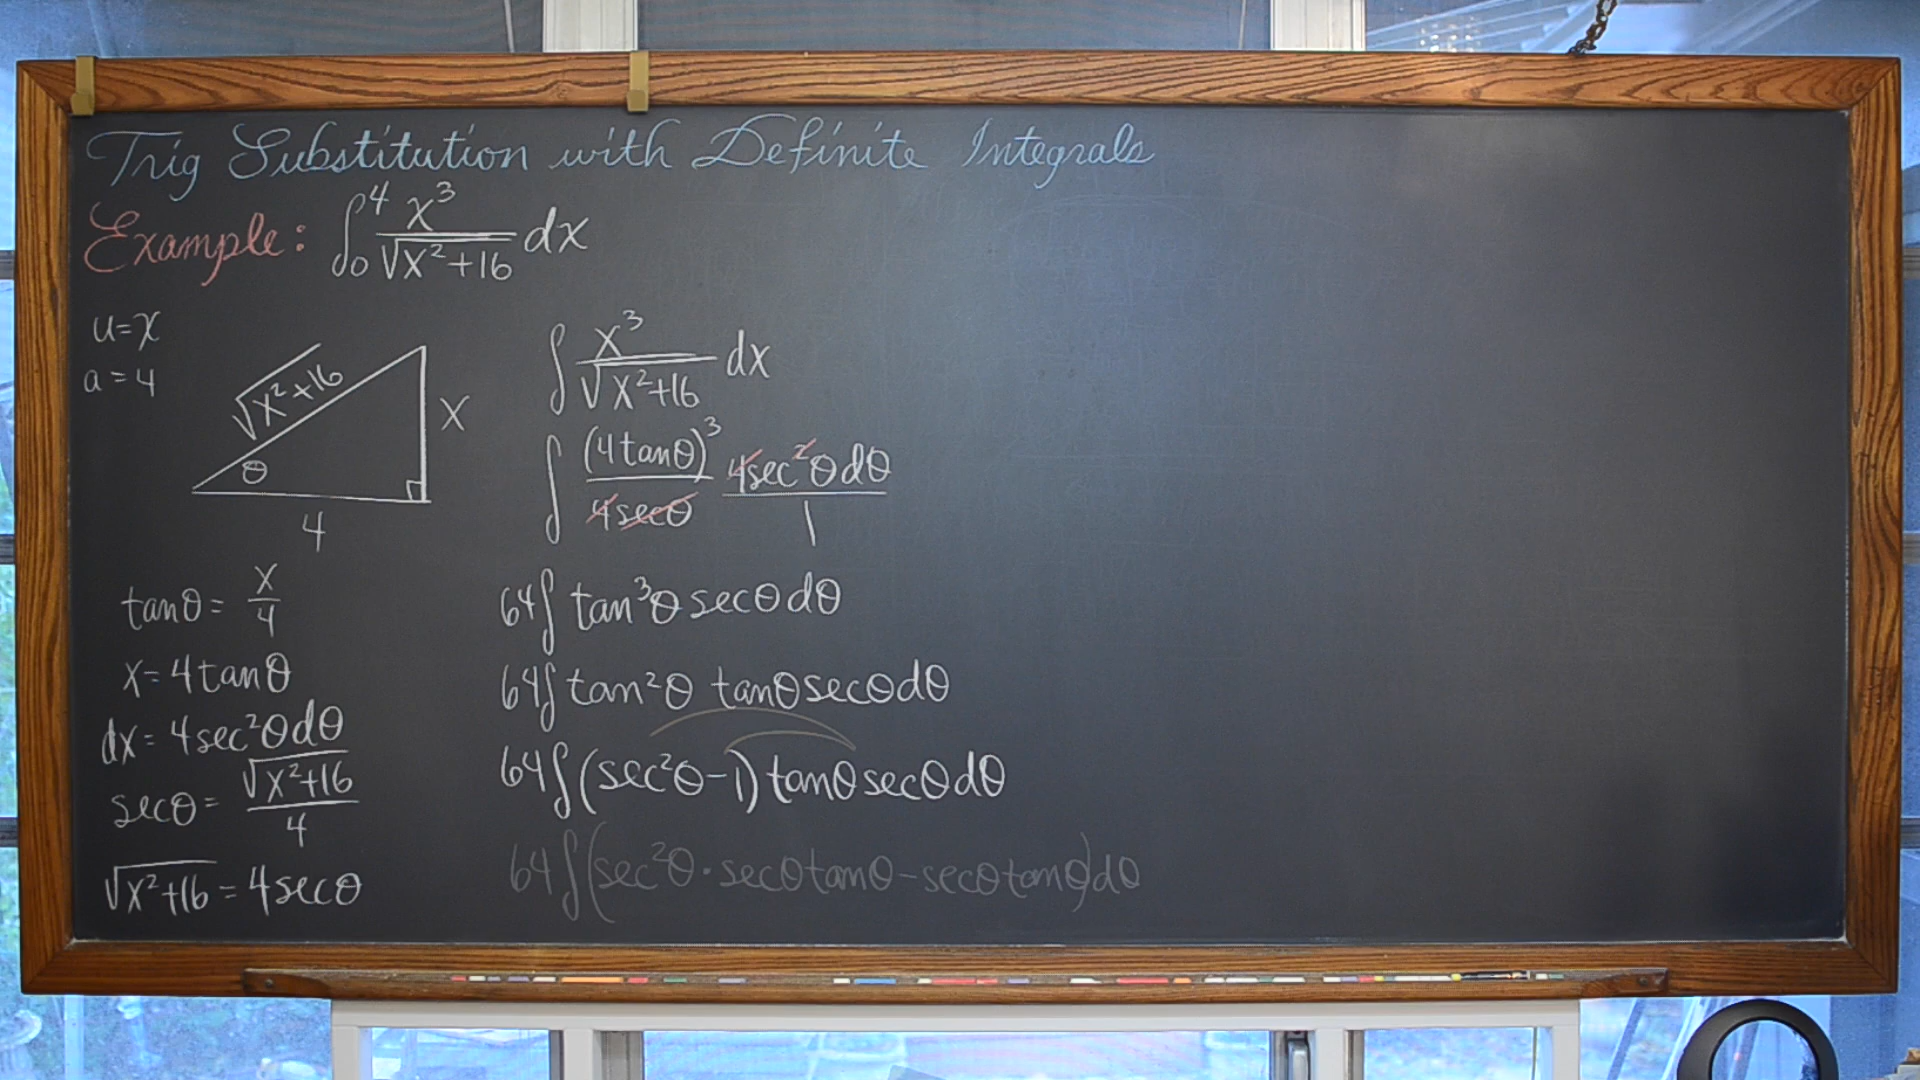 Trig Substitution with Definite Integrals
Example: ∫₀⁴ x³/√(x²+16) dx
u=x
a=4
√(x²+16)
x
θ
4
tanθ = x/4
x=4tanθ
dx=4sec²θdθ
secθ= √(x²+16)/4
√(x²+16) = 4secθ
∫ x³/√(x²+16) dx
∫ (4tanθ)³/4secθ 4sec²θdθ/1
64∫ tan³θ secθdθ
64∫ tan²θ tanθsecθdθ
64∫(sec²θ-1)tanθsecθdθ
64∫(sec²θ·secθtanθ-secθtanθ)dθ